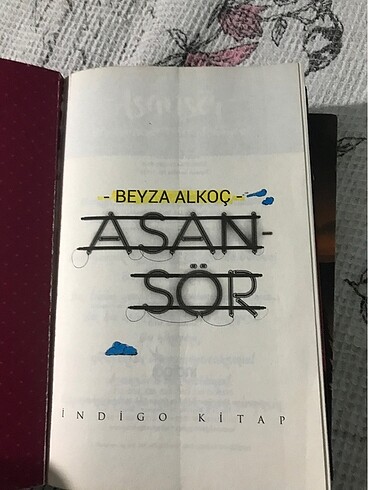 - BEYZA ALKOÇ -
ASAN-
SÖR
İNDİGO KİTAP